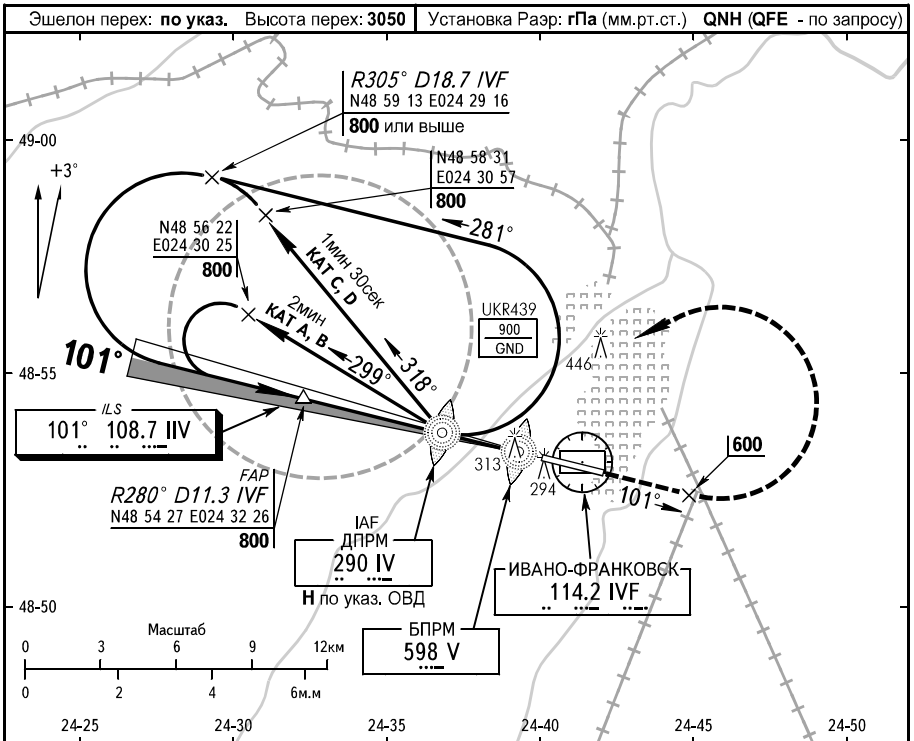 Эшелон перех: по указ. Высота перех: 3050
Установка Раэр: гПа (мм.рт.ст.) QNH (QFE - по запросу)
R305° D18.7 IVF
N48 59 13 E024 29 16
800 или выше
49-00
N48 58 31
E024 30 57
800
+3°
N48 56 22
E024 30 25
800
281°
1мин 30сек
КАТ C, D
2мин
КАТ A, B
299°
318°
UKR439
900
GND
446
101°
48-55
ILS
101° 108.7 IIV
600
313
294
101°
FAP
R280° D11.3 IVF
N48 54 27 E024 32 26
800
IAF
ДПРМ
290 IV
H по указ. ОВД
ИВАНО-ФРАНКОВСК
114.2 IVF
48-50
БПРМ
598 V
Масштаб
0 3 6 9 12км
0 2 4 6м.м
24-25 24-30 24-35 24-40 24-45 24-50